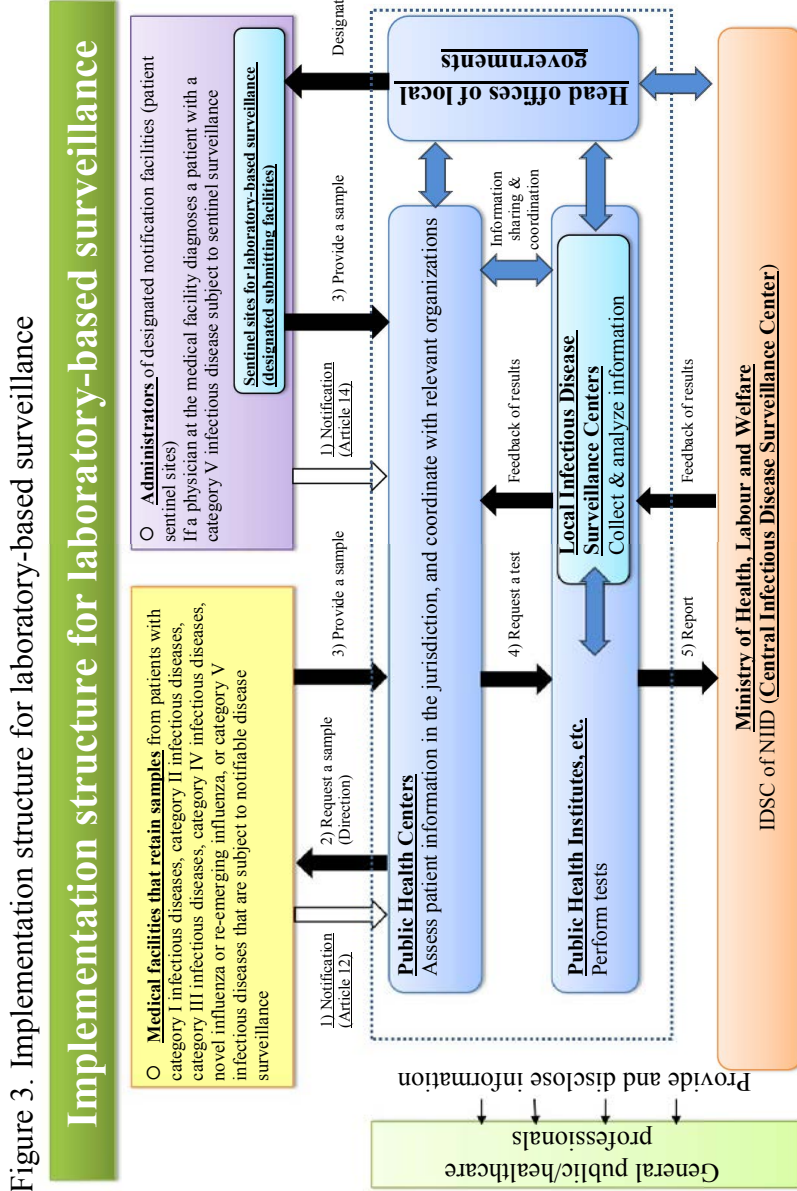 Figure 3. Implementation structure for laboratory-based surveillance
Implementation structure for laboratory-based surveillance
○ Medical facilities that retain samples from patients with
category I infectious diseases, category II infectious diseases,
category III infectious diseases, category IV infectious diseases,
novel influenza or re-emerging influenza, or category V
infectious diseases that are subject to notifiable disease
surveillance
○ Administrators of designated notification facilities (patient
sentinel sites)
If a physician at the medical facility diagnoses a patient with a
category V infectious disease subject to sentinel surveillance
Sentinel sites for laboratory-based surveillance
(designated submitting facilities)
1) Notification
(Article 12)
2) Request a sample
(Direction)
3) Provide a sample
1) Notification
(Article 14)
3) Provide a sample
Designat
Public Health Centers
Assess patient information in the jurisdiction, and coordinate with relevant organizations
Head offices of local
governments
4) Request a test
Feedback of results
Information
sharing &
coordination
Public Health Institutes, etc.
Perform tests
Local Infectious Disease
Surveillance Centers
Collect & analyze information
5) Report
Feedback of results
Ministry of Health, Labour and Welfare
IDSC of NIID (Central Infectious Disease Surveillance Center)
Provide and disclose information
General public/healthcare
professionals